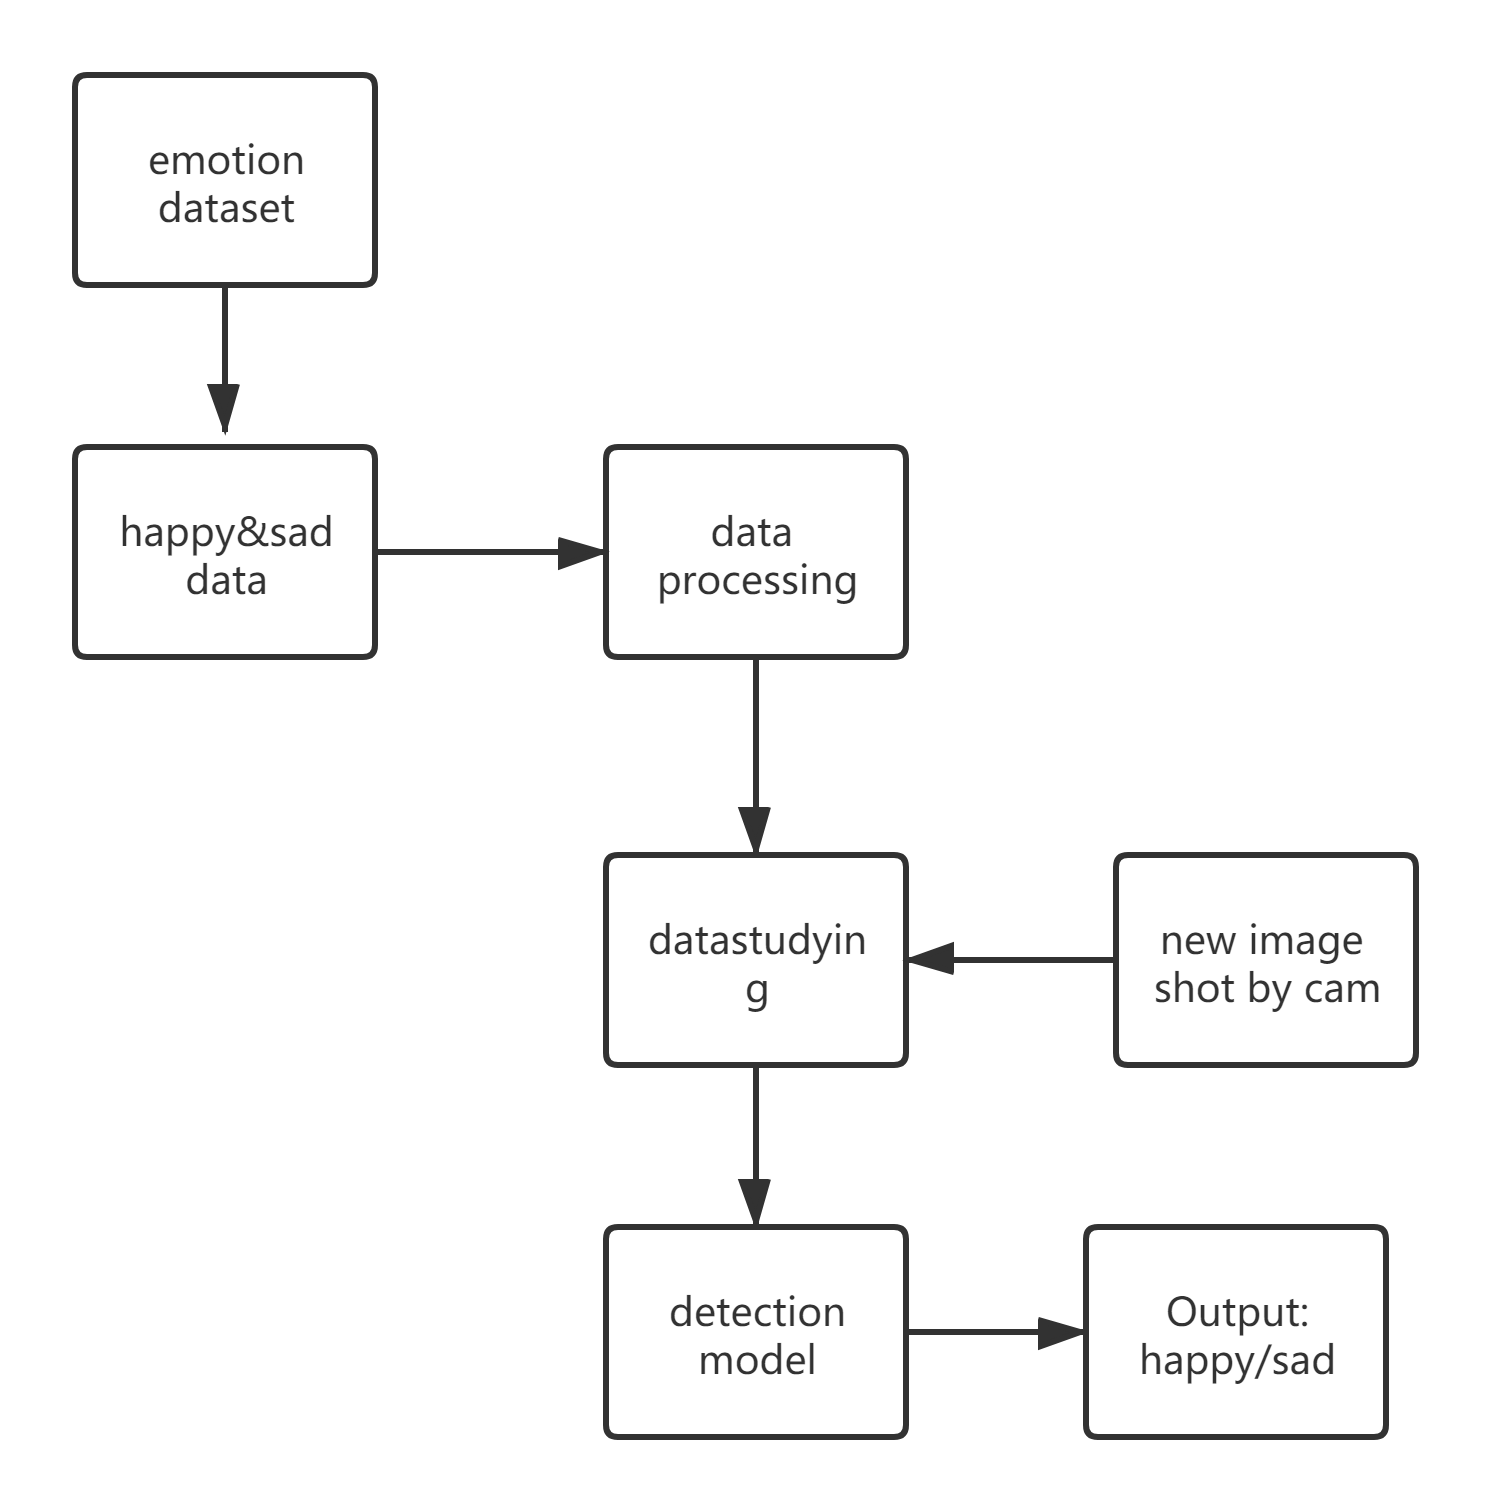 emotion
dataset
happy&sad
data
data
processing
datastudyin
g
new image
shot by cam
detection
model
Output:
happy/sad